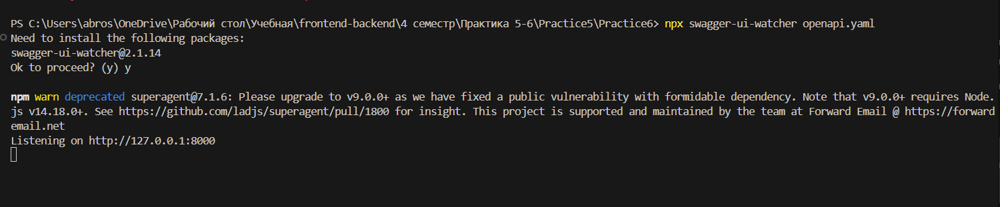 PS C:\Users\abros\OneDrive\Рабочий стол\Учебная\frontend-backend\4 семестр\Практика 5-6\Practice5\Practice6> npx swagger-ui-watcher openapi.yaml
Need to install the following packages:
swagger-ui-watcher@2.1.14
Ok to proceed? (y) y
npm warn deprecated superagent@7.1.6: Please upgrade to v9.0.0+ as we have fixed a public vulnerability with formidable dependency. Note that v9.0.0+ requires Node.
js v14.18.0+. See https://github.com/ladjs/superagent/pull/1800 for insight. This project is supported and maintained by the team at Forward Email @ https://forward
email.net
Listening on http://127.0.0.1:8000